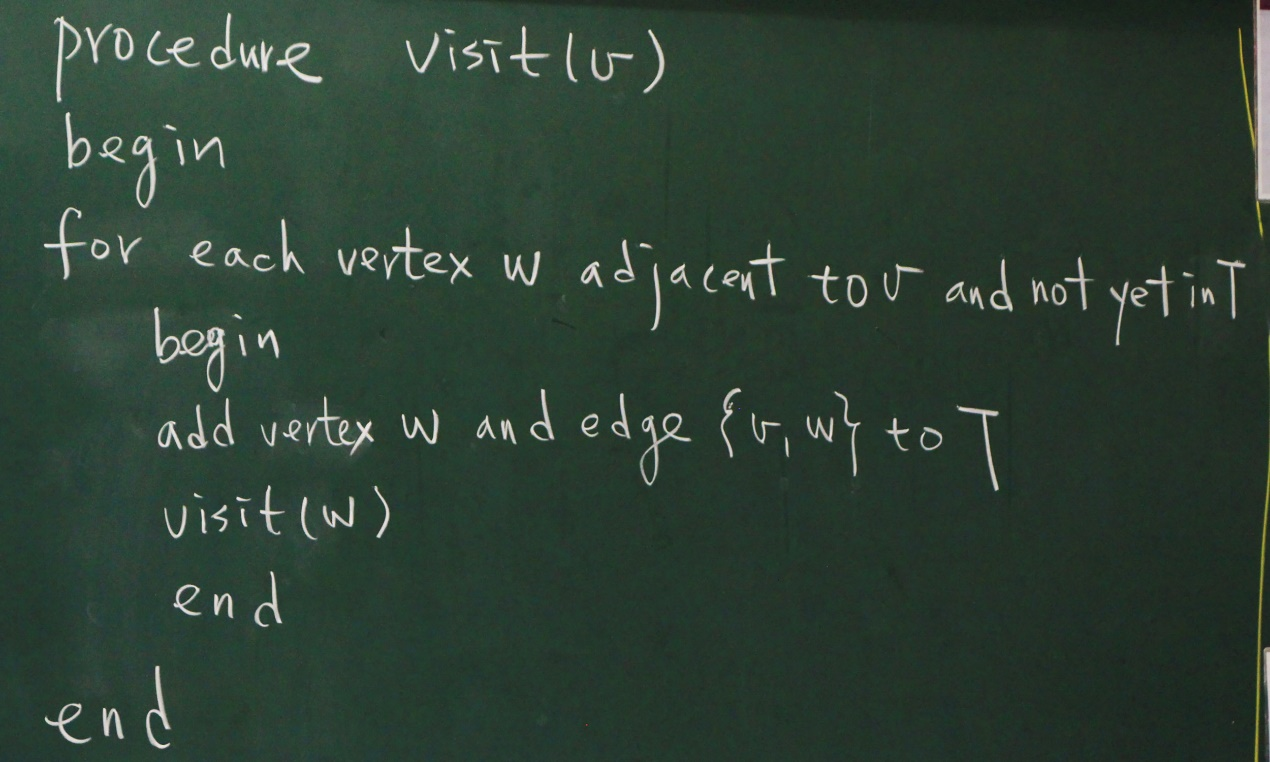 procedure visit(v)
begin
for each vertex w adjacent to v and not yet in T
begin
add vertex w and edge {v, w} to T
visit(w)
end
end